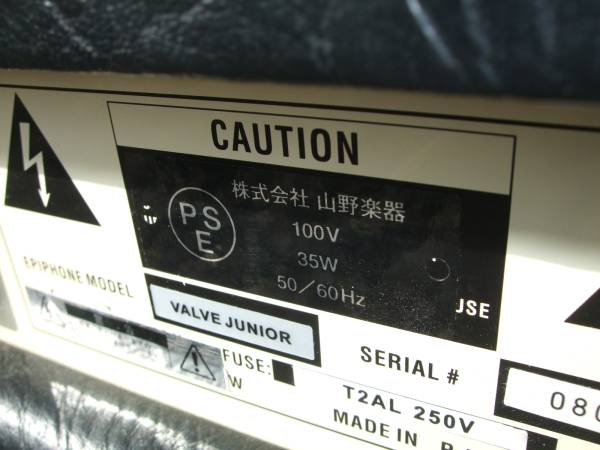 CAUTION
株式会社 山野楽器
PSE
100V
35W
50/60Hz
JSE
EPIPHONE MODEL
VALVE JUNIOR
SERIAL #
080
FUSE:
W
T2AL 250V
MADE IN